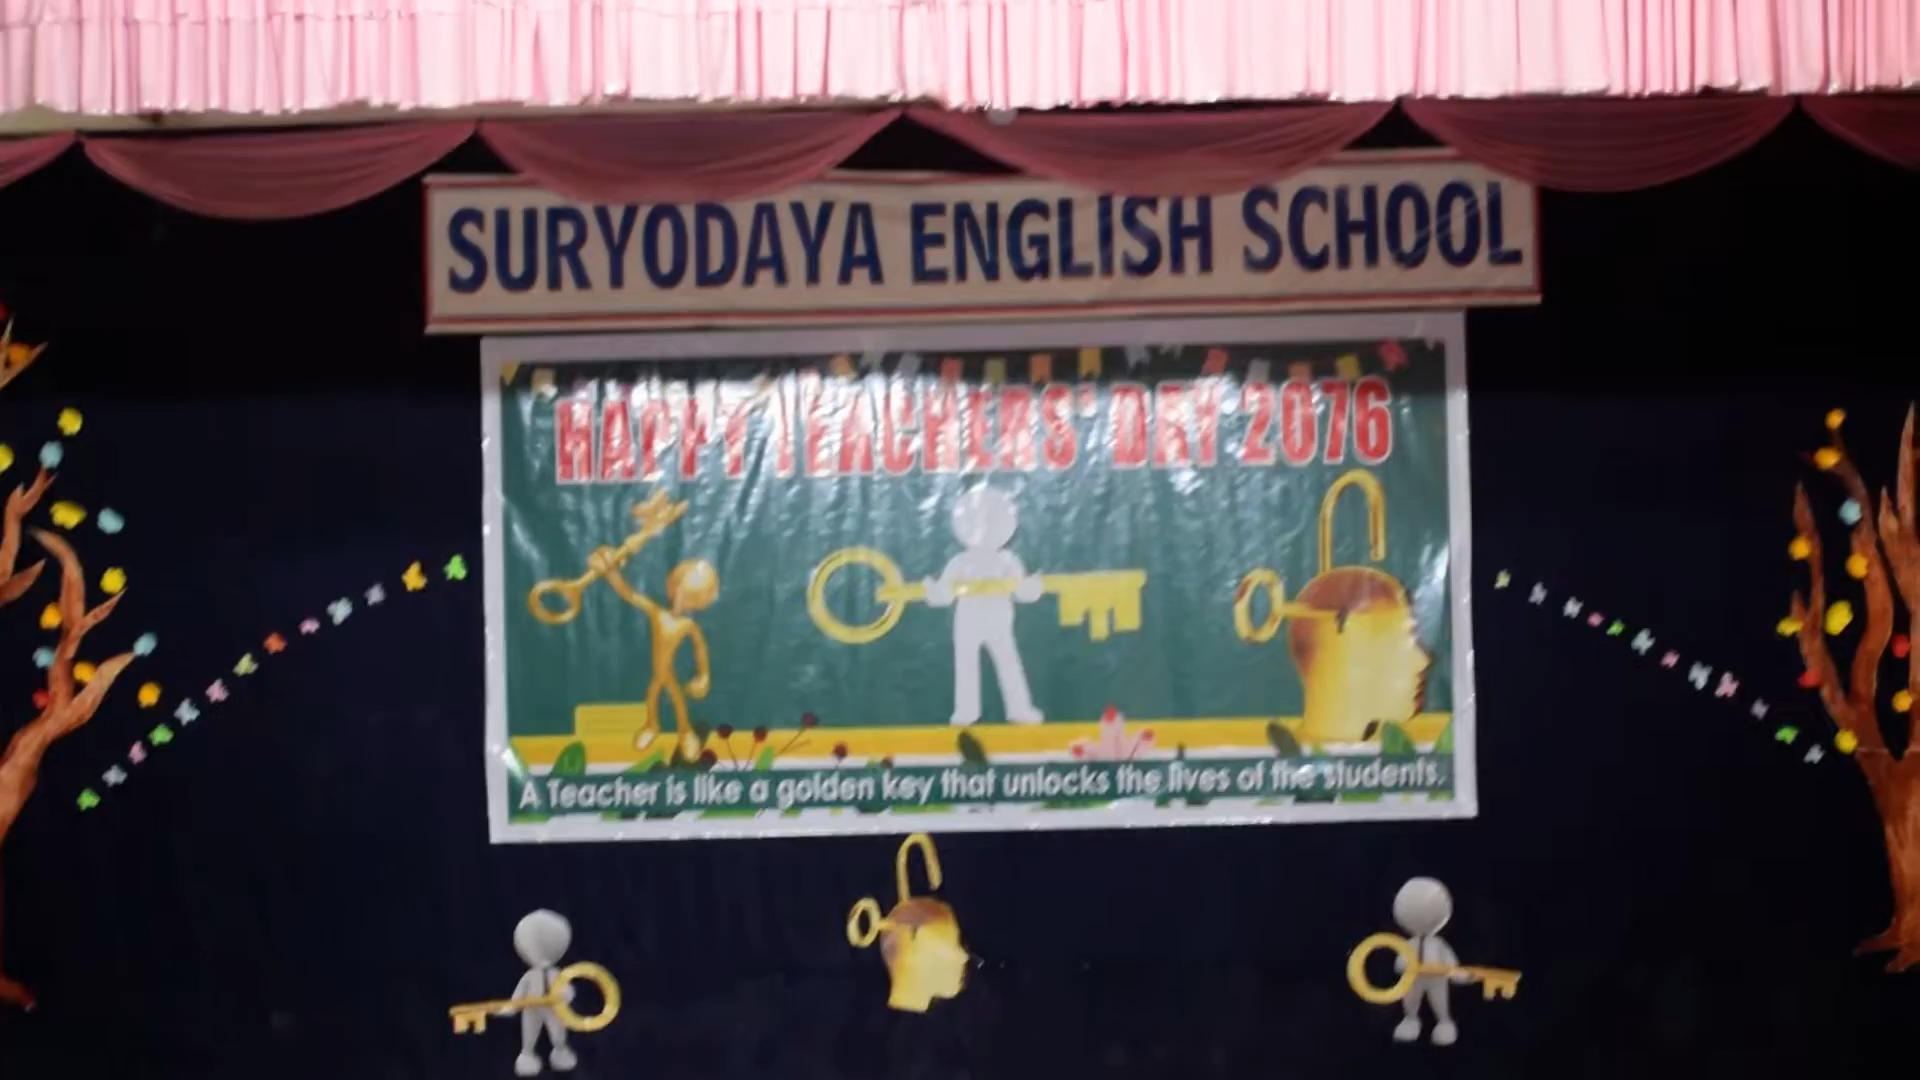 SURYODAYA ENGLISH SCHOOL
HAPPY TEACHERS' DAY 2076
A Teacher is like a golden key that unlocks the lives of the students.